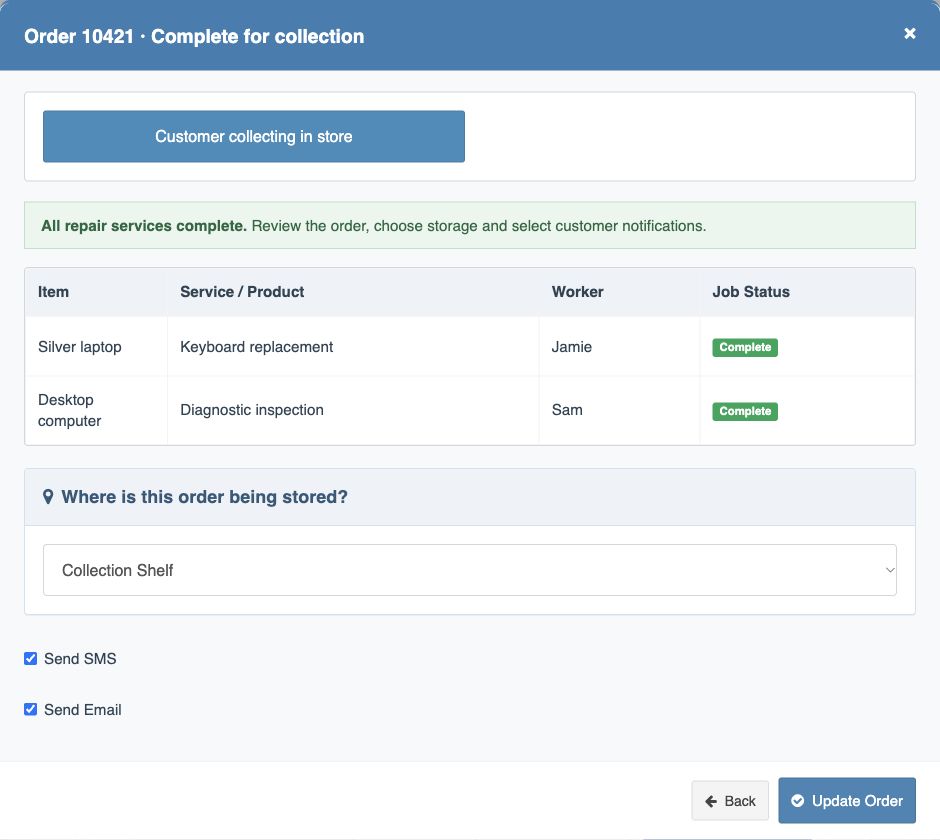 Order 10421 · Complete for collection
×
Customer collecting in store
All repair services complete. Review the order, choose storage and select customer notifications.
Item Service / Product Worker Job Status
Silver laptop Keyboard replacement Jamie Complete
Desktop computer Diagnostic inspection Sam Complete
Where is this order being stored?
Collection Shelf
Send SMS
Send Email
Back Update Order